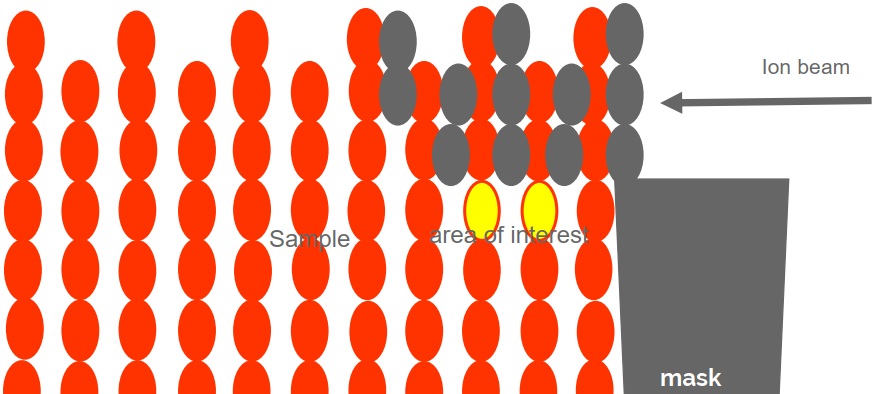 Ion beam
Sample
area of interest
mask